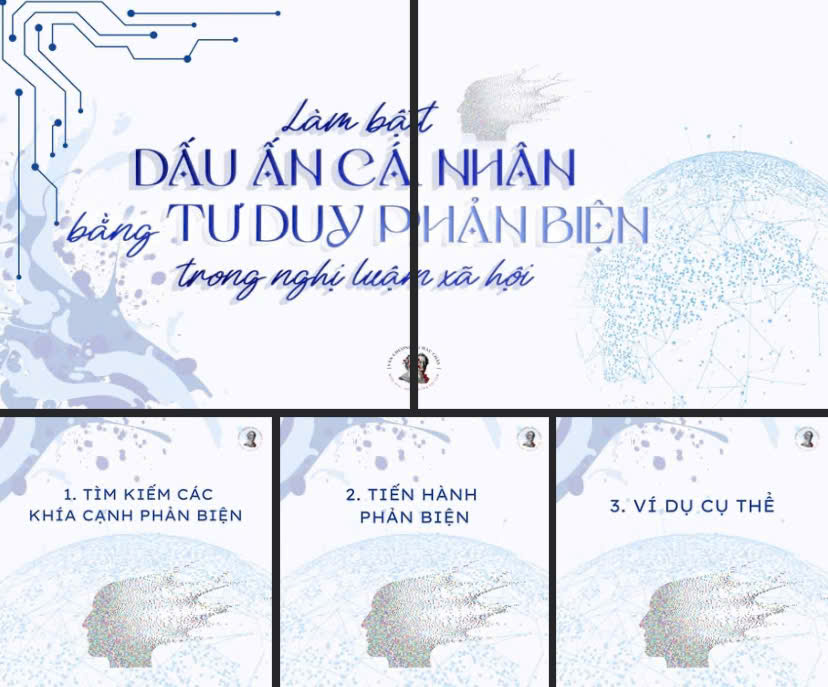 Làm bật
DẤU ẤN CÁ NHÂN
bằng TƯ DUY PHẢN BIỆN
trong nghị luận xã hội
1. TÌM KIẾM CÁC
KHÍA CẠNH PHẢN BIỆN
2. TIẾN HÀNH
PHẢN BIỆN
3. VÍ DỤ CỤ THỂ